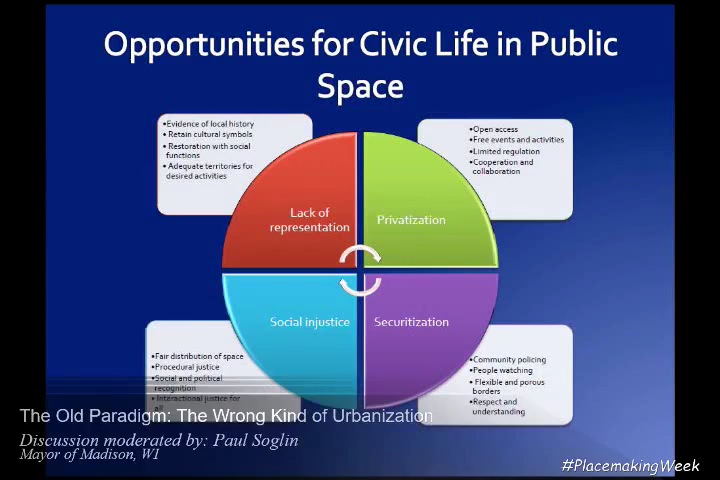 Opportunities for Civic Life in Public
Space
•Evidence of local history
• Retain cultural symbols
• Restoration with social
functions
• Adequate territories for
desired activities
•Open access
•Free events and activities
•Limited regulation
•Cooperation and
collaboration
Lack of
representation
Privatization
Social injustice
Securitization
•Fair distribution of space
•Procedural justice
•Social and political
recognition
• Interactional justice for
all
•Community policing
•People watching
• Flexible and porous
borders
•Respect and
understanding
The Old Paradigm: The Wrong Kind of Urbanization
Discussion moderated by: Paul Soglin
Mayor of Madison, WI
#PlacemakingWeek